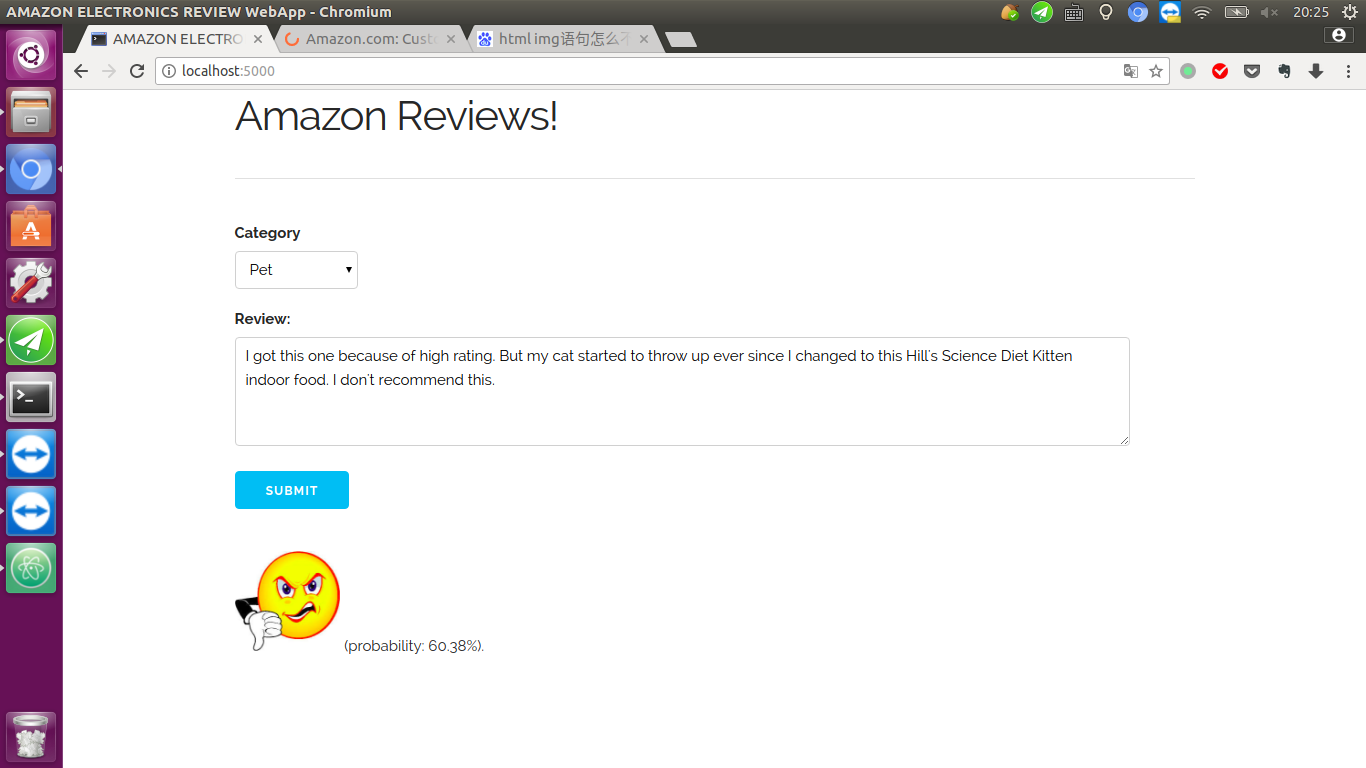 AMAZON ELECTRONICS REVIEW WebApp - Chromium
20:25
AMAZON ELECTRO
Amazon.com: Custo
html img语句怎么
localhost:5000
Amazon Reviews!
Category
Pet
Review:
I got this one because of high rating. But my cat started to throw up ever since I changed to this Hill's Science Diet Kitten
indoor food. I don't recommend this.
SUBMIT
(probability: 60.38%).